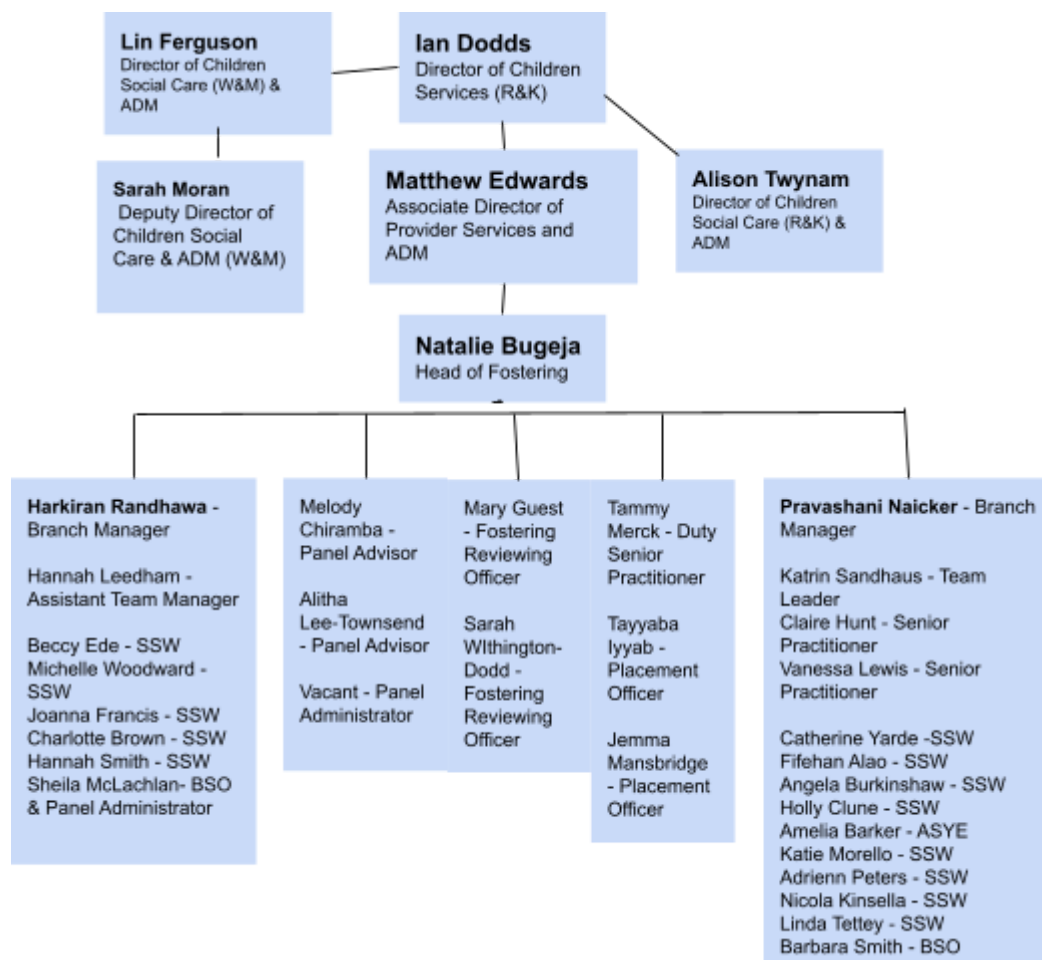 Lin Ferguson
Director of Children
Social Care (W&M) &
ADM
Ian Dodds
Director of Children
Services (R&K)
Sarah Moran
Deputy Director of
Children Social
Care & ADM (W&M)
Matthew Edwards
Associate Director of
Provider Services and
ADM
Alison Twynam
Director of Children
Social Care (R&K) &
ADM
Natalie Bugeja
Head of Fostering
Harkiran Randhawa -
Branch Manager
Hannah Leedham -
Assistant Team Manager
Beccy Ede - SSW
Michelle Woodward -
SSW
Joanna Francis - SSW
Charlotte Brown - SSW
Hannah Smith - SSW
Sheila McLachlan- BSO
& Panel Administrator
Melody
Chiramba -
Panel Advisor
Alitha
Lee-Townsend
- Panel Advisor
Vacant - Panel
Administrator
Mary Guest
- Fostering
Reviewing
Officer
Sarah
WIthington-
Dodd -
Fostering
Reviewing
Officer
Tammy
Merck - Duty
Senior
Practitioner
Tayyaba
Iyyab -
Placement
Officer
Jemma
Mansbridge
- Placement
Officer
Pravashani Naicker - Branch
Manager
Katrin Sandhaus - Team
Leader
Claire Hunt - Senior
Practitioner
Vanessa Lewis - Senior
Practitioner
Catherine Yarde -SSW
Fifehan Alao - SSW
Angela Burkinshaw - SSW
Holly Clune - SSW
Amelia Barker - ASYE
Katie Morello - SSW
Adrienn Peters - SSW
Nicola Kinsella - SSW
Linda Tettey - SSW
Barbara Smith - BSO